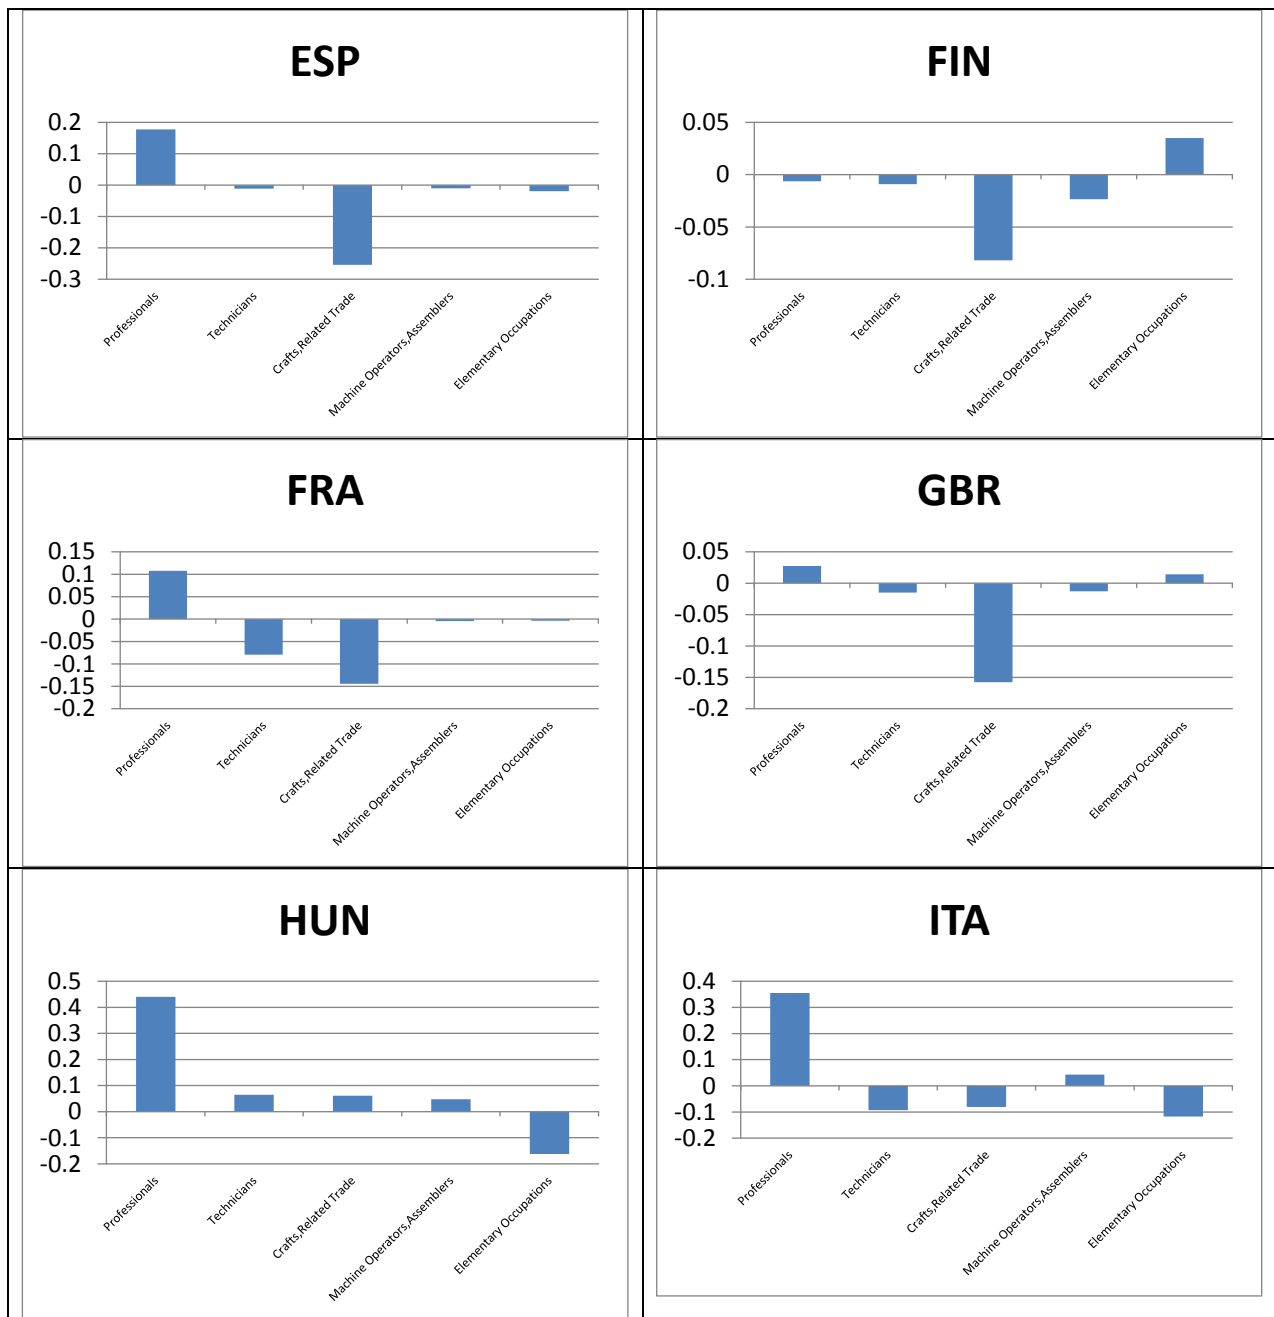 ESP
0.2
0.1
0
-0.1
-0.2
-0.3
Professionals
Technicians
Crafts,Related Trade
Machine Operators,Assemblers
Elementary Occupations
FIN
0.05
0
-0.05
-0.1
Professionals
Technicians
Crafts,Related Trade
Machine Operators,Assemblers
Elementary Occupations
FRA
0.15
0.1
0.05
0
-0.05
-0.1
-0.15
-0.2
Professionals
Technicians
Crafts,Related Trade
Machine Operators,Assemblers
Elementary Occupations
GBR
0.05
0
-0.05
-0.1
-0.15
-0.2
Professionals
Technicians
Crafts,Related Trade
Machine Operators,Assemblers
Elementary Occupations
HUN
0.5
0.4
0.3
0.2
0.1
0
-0.1
-0.2
Professionals
Technicians
Crafts,Related Trade
Machine Operators,Assemblers
Elementary Occupations
ITA
0.4
0.3
0.2
0.1
0
-0.1
-0.2
Professionals
Technicians
Crafts,Related Trade
Machine Operators,Assemblers
Elementary Occupations